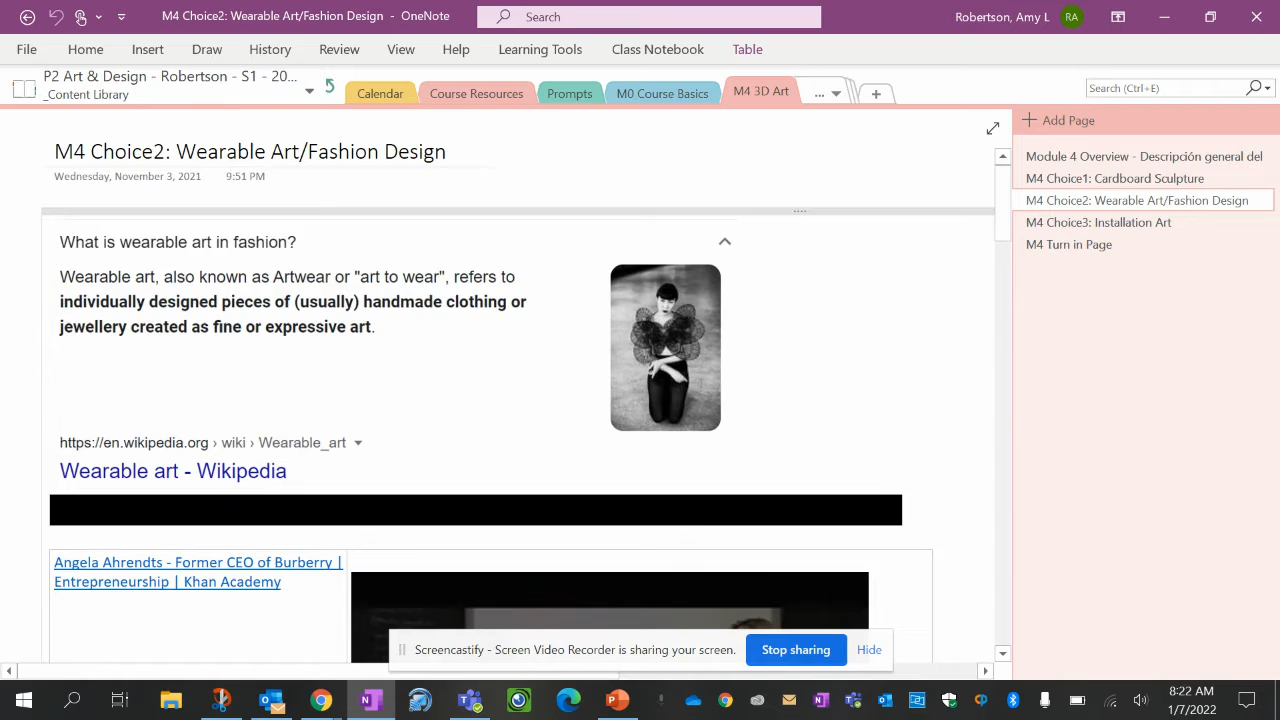 M4 Choice2: Wearable Art/Fashion Design - OneNote
Search
Robertson, Amy L
RA
File
Home
Insert
Draw
History
Review
View
Help
Learning Tools
Class Notebook
Table
P2 Art & Design - Robertson - S1 - 20...
_Content Library
Calendar
Course Resources
Prompts
M0 Course Basics
M4 3D Art
...
Search (Ctrl+E)
Add Page
Module 4 Overview - Descripción general del
M4 Choice1: Cardboard Sculpture
M4 Choice2: Wearable Art/Fashion Design
M4 Choice3: Installation Art
M4 Turn in Page
M4 Choice2: Wearable Art/Fashion Design
Wednesday, November 3, 2021 9:51 PM
What is wearable art in fashion?
Wearable art, also known as Artwear or "art to wear", refers to
individually designed pieces of (usually) handmade clothing or
jewellery created as fine or expressive art.
https://en.wikipedia.org › wiki › Wearable_art
Wearable art - Wikipedia
Angela Ahrendts - Former CEO of Burberry |
Entrepreneurship | Khan Academy
Screencastify - Screen Video Recorder is sharing your screen.
Stop sharing
Hide
8:22 AM
1/7/2022